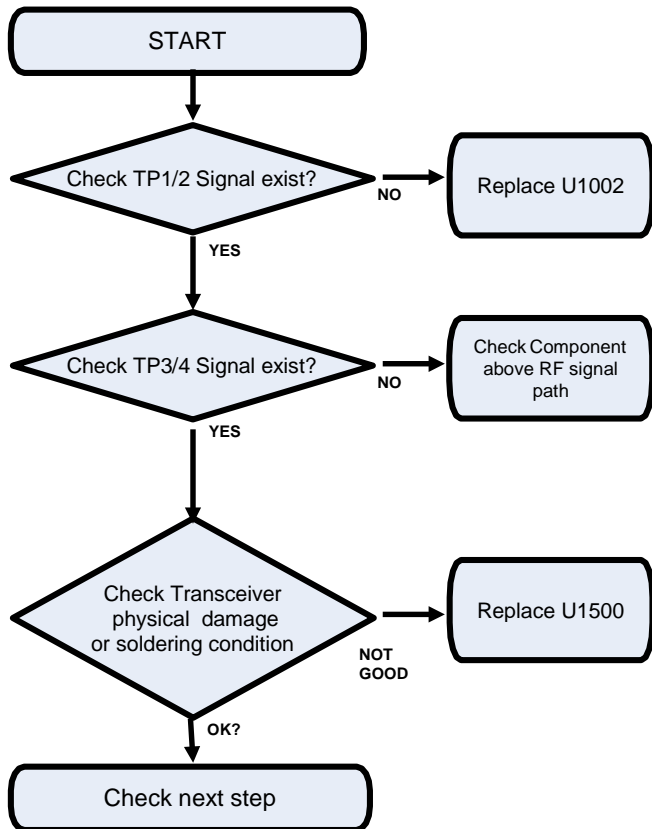 START
Check TP1/2 Signal exist?
NO
Replace U1002
YES
Check TP3/4 Signal exist?
NO
Check Component
above RF signal
path
YES
Check Transceiver
physical damage
or soldering condition
NOT
GOOD
Replace U1500
OK?
Check next step